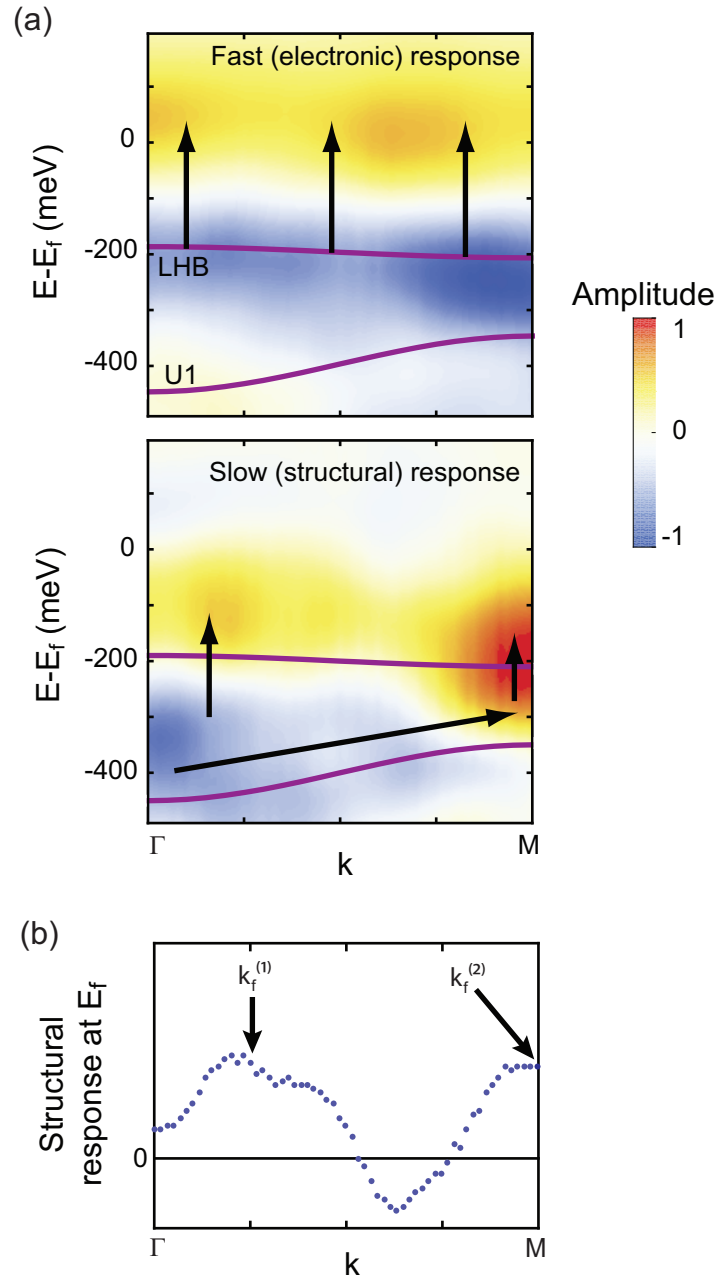 (a)
Fast (electronic) response
0
-200
-400
E-E_f (meV)
LHB
U1
Amplitude
1
0
-1
Slow (structural) response
0
-200
-400
E-E_f (meV)
Γ
M
k
(b)
k_f^(1)
k_f^(2)
Structural
response at E_f
0
Γ
M
k